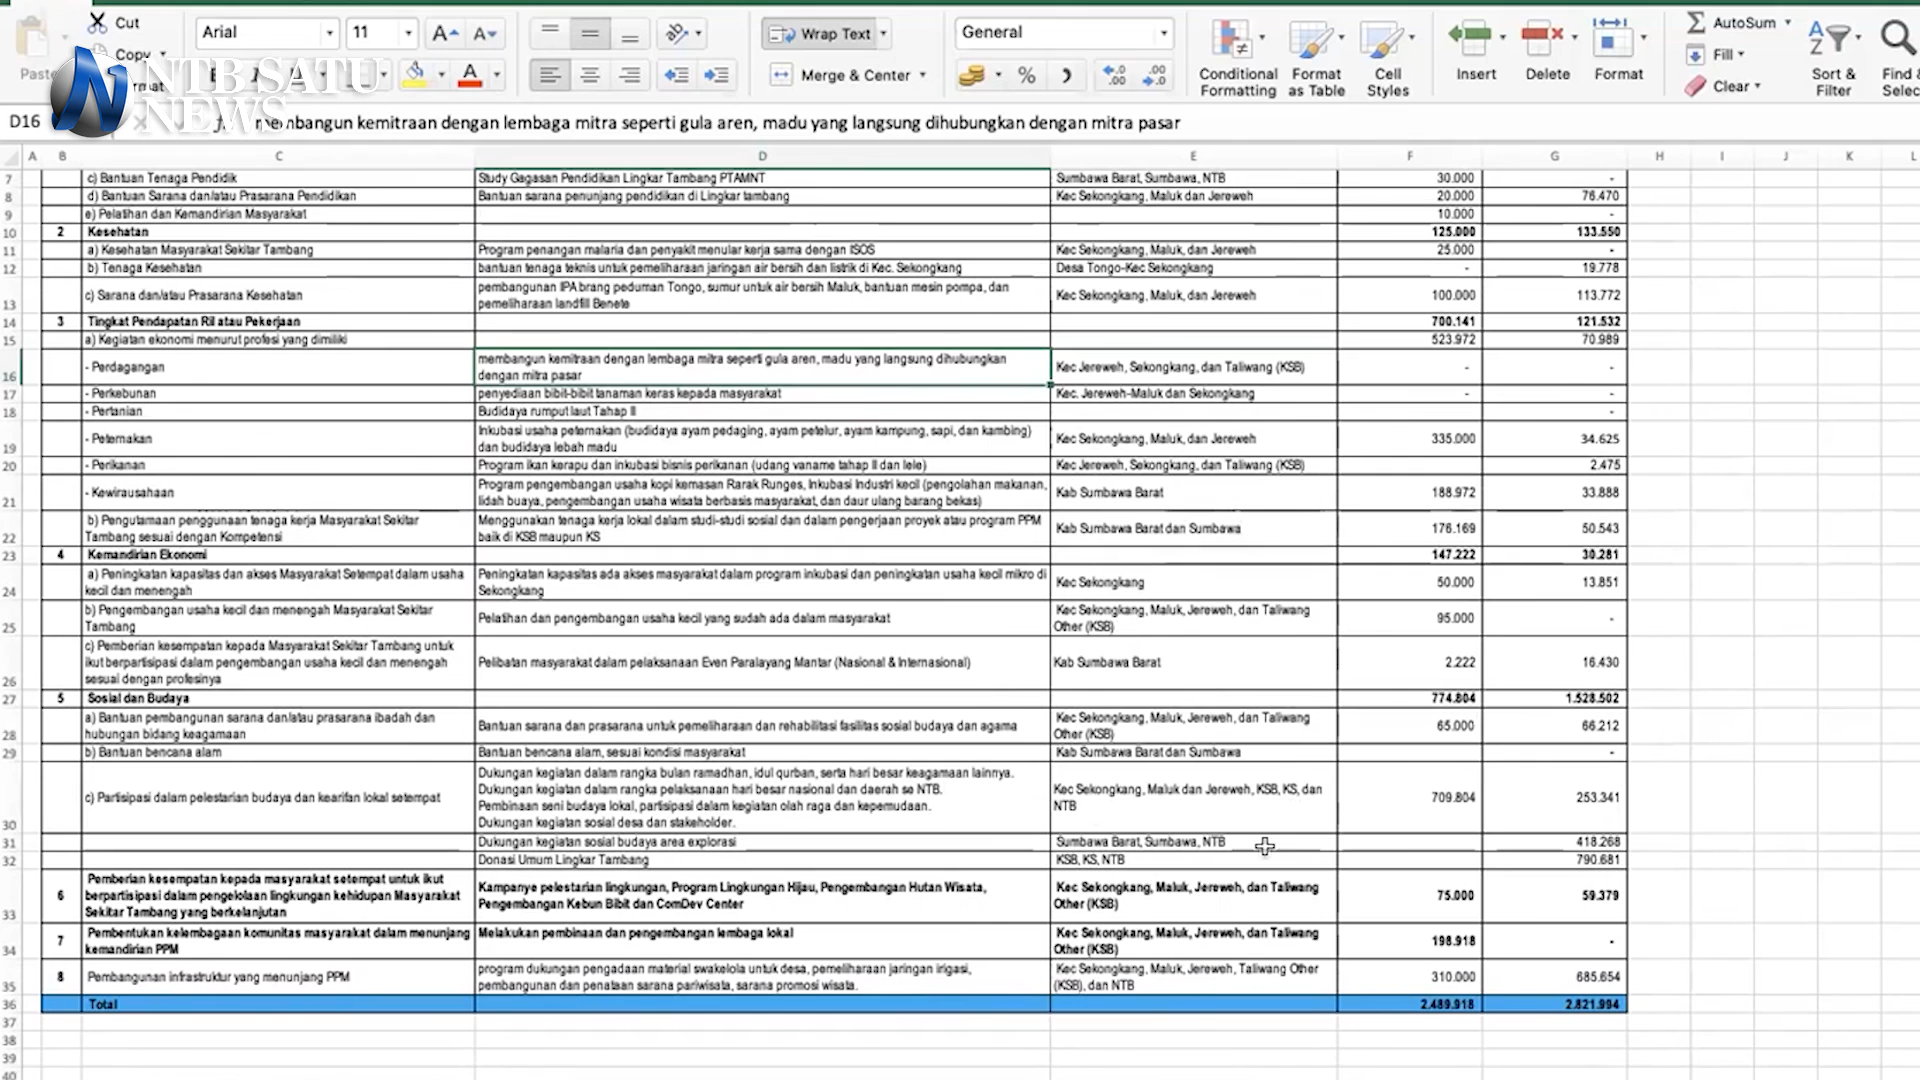 Cut
Arial 11
Wrap Text
General
AutoSum
Copy
Fill
Paste
Merge & Center
%
Conditional Formatting
Format as Table
Cell Styles
Insert
Delete
Format
Clear
Sort & Filter
Find & Selec
NTB SATU
NEWS
D16 membangun kemitraan dengan lembaga mitra seperti gula aren, madu yang langsung dihubungkan dengan mitra pasar
A B C D E F G H I J K L
7 c) Bantuan Tenaga Pendidik Study Gagasan Pendidikan Lingkar Tambang PTAMNT Sumbawa Barat, Sumbawa, NTB 30.000 -
8 d) Bantuan Sarana dan/atau Prasarana Pendidikan Bantuan sarana penunjang pendidikan di Lingkar tambang Kec Sekongkang, Maluk dan Jereweh 20.000 76.470
9 e) Pelatihan dan Kemandirian Masyarakat 10.000 -
10 2 Kesehatan 125.000 133.550
11 a) Kesehatan Masyarakat Sekitar Tambang Program penangan malaria dan penyakit menular kerja sama dengan ISOS Kec Sekongkang, Maluk, dan Jereweh 25.000 -
12 b) Tenaga Kesehatan bantuan tenaga teknis untuk pemeliharaan jaringan air bersih dan listrik di Kec. Sekongkang Desa Tongo-Kec Sekongkang - 19.778
13 c) Sarana dan/atau Prasarana Kesehatan pembangunan IPA brang peduman Tongo, sumur untuk air bersih Maluk, bantuan mesin pompa, dan
pemeliharaan landfill Benete Kec Sekongkang, Maluk, dan Jereweh 100.000 113.772
14 3 Tingkat Pendapatan Ril atau Pekerjaan 700.141 121.532
15 a) Kegiatan ekonomi menurut profesi yang dimiliki 523.972 70.989
16 - Perdagangan membangun kemitraan dengan lembaga mitra seperti gula aren, madu yang langsung dihubungkan
dengan mitra pasar Kec Jereweh, Sekongkang, dan Taliwang (KSB) - -
17 - Perkebunan penyediaan bibit-bibit tanaman keras kepada masyarakat Kec. Jereweh-Maluk dan Sekongkang - -
18 - Pertanian Budidaya rumput laut Tahap II -
19 - Peternakan Inkubasi usaha peternakan (budidaya ayam pedaging, ayam petelur, ayam kampung, sapi, dan kambing)
dan budidaya lebah madu Kec Sekongkang, Maluk, dan Jereweh 335.000 34.625
20 - Perikanan Program ikan kerapu dan inkubasi bisnis perikanan (udang vaname tahap II dan lele) Kec Jereweh, Sekongkang, dan Taliwang (KSB) 2.475
21 - Kewirausahaan Program pengembangan usaha kopi kemasan Rarak Runges, Inkubasi Industri kecil (pengolahan makanan,
lidah buaya, pengembangan usaha wisata berbasis masyarakat, dan daur ulang barang bekas) Kab Sumbawa Barat 188.972 33.888
22 b) Pengutamaan penggunaan tenaga kerja Masyarakat Sekitar
Tambang sesuai dengan Kompetensi Menggunakan tenaga kerja lokal dalam studi-studi sosial dan dalam pengerjaan proyek atau program PPM
baik di KSB maupun KS Kab Sumbawa Barat dan Sumbawa 176.169 50.543
23 4 Kemandirian Ekonomi 147.222 30.281
24 a) Peningkatan kapasitas dan akses Masyarakat Setempat dalam usaha
kecil dan menengah Peningkatan kapasitas ada akses masyarakat dalam program inkubasi dan peningkatan usaha kecil mikro di
Sekongkang Kec Sekongkang 50.000 13.851
25 b) Pengembangan usaha kecil dan menengah Masyarakat Sekitar
Tambang Pelatihan dan pengembangan usaha kecil yang sudah ada dalam masyarakat Kec Sekongkang, Maluk, Jereweh, dan Taliwang
Other (KSB) 95.000 -
26 c) Pemberian kesempatan kepada Masyarakat Sekitar Tambang untuk
ikut berpartisipasi dalam pengembangan usaha kecil dan menengah
sesuai dengan profesinya Pelibatan masyarakat dalam pelaksanaan Even Paralayang Mantar (Nasional & Internasional) Kab Sumbawa Barat 2.222 16.430
27 5 Sosial dan Budaya 774.804 1.528.502
28 a) Bantuan pembangunan sarana dan/atau prasarana ibadah dan
hubungan bidang keagamaan Bantuan sarana dan prasarana untuk pemeliharaan dan rehabilitasi fasilitas sosial budaya dan agama Kec Sekongkang, Maluk, Jereweh, dan Taliwang
Other (KSB) 65.000 66.212
29 b) Bantuan bencana alam Bantuan bencana alam, sesuai kondisi masyarakat Kab Sumbawa Barat dan Sumbawa -
30 c) Partisipasi dalam pelestarian budaya dan kearifan lokal setempat Dukungan kegiatan dalam rangka bulan ramadhan, idul qurban, serta hari besar keagamaan lainnya.
Dukungan kegiatan dalam rangka pelaksanaan hari besar nasional dan daerah se NTB.
Pembinaan seni budaya lokal, partisipasi dalam kegiatan olah raga dan kepemudaan.
Dukungan kegiatan sosial desa dan stakeholder. Kec Sekongkang, Maluk dan Jereweh, KSB, KS, dan
NTB 709.804 253.341
31 Dukungan kegiatan sosial budaya area explorasi Sumbawa Barat, Sumbawa, NTB 418.268
32 Donasi Umum Lingkar Tambang KSB, KS, NTB 790.681
33 6 Pemberian kesempatan kepada masyarakat setempat untuk ikut
berpartisipasi dalam pengelolaan lingkungan kehidupan Masyarakat
Sekitar Tambang yang berkelanjutan Kampanye pelestarian lingkungan, Program Lingkungan Hijau, Pengembangan Hutan Wisata,
Pengembangan Kebun Bibit dan ComDev Center Kec Sekongkang, Maluk, Jereweh, dan Taliwang
Other (KSB) 75.000 59.379
34 7 Pembentukan kelembagaan komunitas masyarakat dalam menunjang
kemandirian PPM Melakukan pembinaan dan pengembangan lembaga lokal Kec Sekongkang, Maluk, Jereweh, dan Taliwang
Other (KSB) 198.918 -
35 8 Pembangunan infrastruktur yang menunjang PPM program dukungan pengadaan material swakelola untuk desa, pemeliharaan jaringan irigasi,
pembangunan dan penataan sarana pariwisata, sarana promosi wisata. Kec Sekongkang, Maluk, Jereweh, Taliwang Other
(KSB), dan NTB 310.000 685.654
36 Total 2.489.918 2.821.994
37
38
39
40